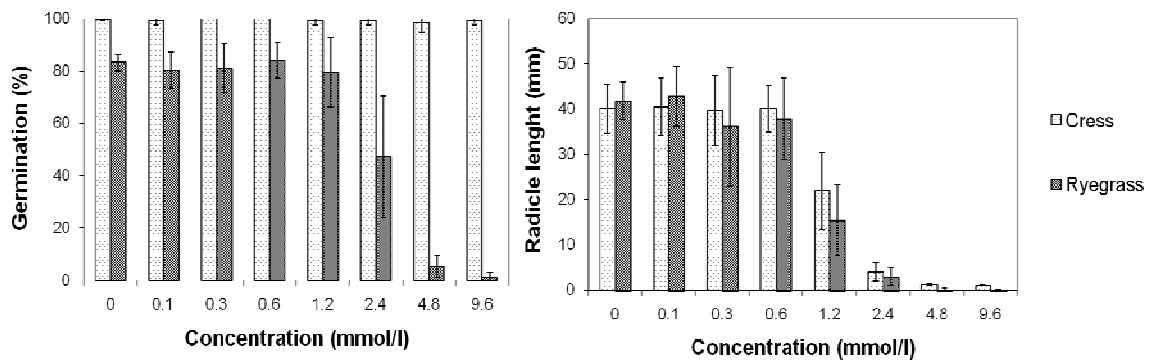 Germination (%)
100
80
60
40
20
0
0 0.1 0.3 0.6 1.2 2.4 4.8 9.6
Concentration (mmol/l)
Radicle lenght (mm)
60
50
40
30
20
10
0
0 0.1 0.3 0.6 1.2 2.4 4.8 9.6
Concentration (mmol/l)
Cress
Ryegrass